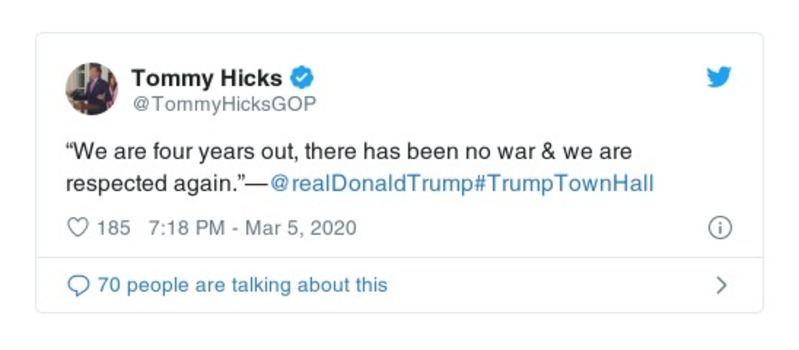 Tommy Hicks
@TommyHicksGOP
“We are four years out, there has been no war & we are
respected again.”—@realDonaldTrump#TrumpTownHall
185 7:18 PM - Mar 5, 2020
70 people are talking about this